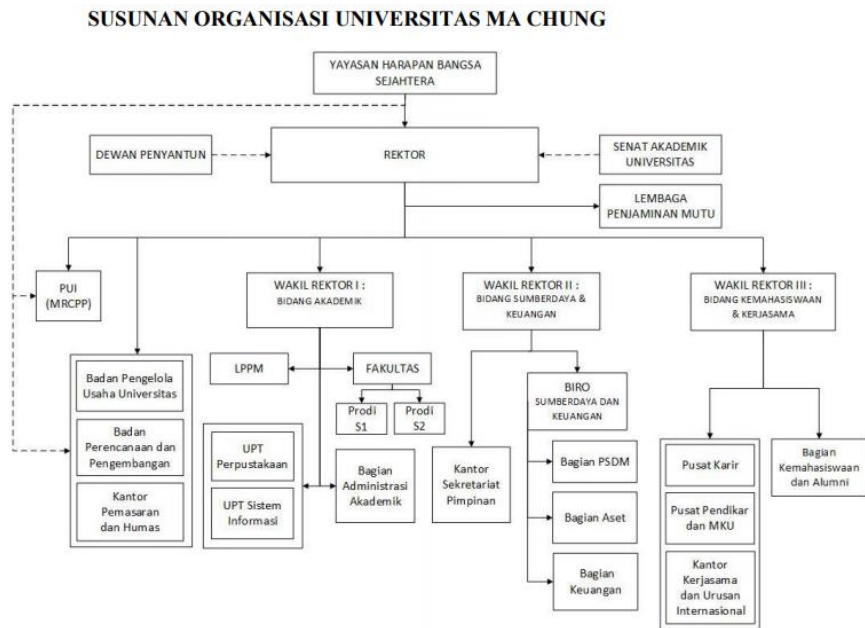 SUSUNAN ORGANISASI UNIVERSITAS MA CHUNG
YAYASAN HARAPAN BANGSA
SEJAHTERA
DEWAN PENYANTUN
REKTOR
SENAT AKADEMIK
UNIVERSITAS
LEMBAGA
PENJAMINAN MUTU
PUI
(MRCPP)
WAKIL REKTOR I :
BIDANG AKADEMIK
WAKIL REKTOR II :
BIDANG SUMBERDAYA &
KEUANGAN
WAKIL REKTOR III :
BIDANG KEMAHASISWAAN
& KERJASAMA
Badan Pengelola
Usaha Universitas
Badan
Perencanaan dan
Pengembangan
Kantor
Pemasaran
dan Humas
LPPM
FAKULTAS
Prodi
S1
Prodi
S2
UPT
Perpustakaan
UPT Sistem
Informasi
Bagian
Administrasi
Akademik
Kantor
Sekretariat
Pimpinan
BIRO
SUMBERDAYA DAN
KEUANGAN
Bagian PSDM
Bagian Aset
Bagian
Keuangan
Pusat Karir
Pusat Pendikar
dan MKU
Kantor
Kerjasama
dan Urusan
Internasional
Bagian
Kemahasiswaan
dan Alumni